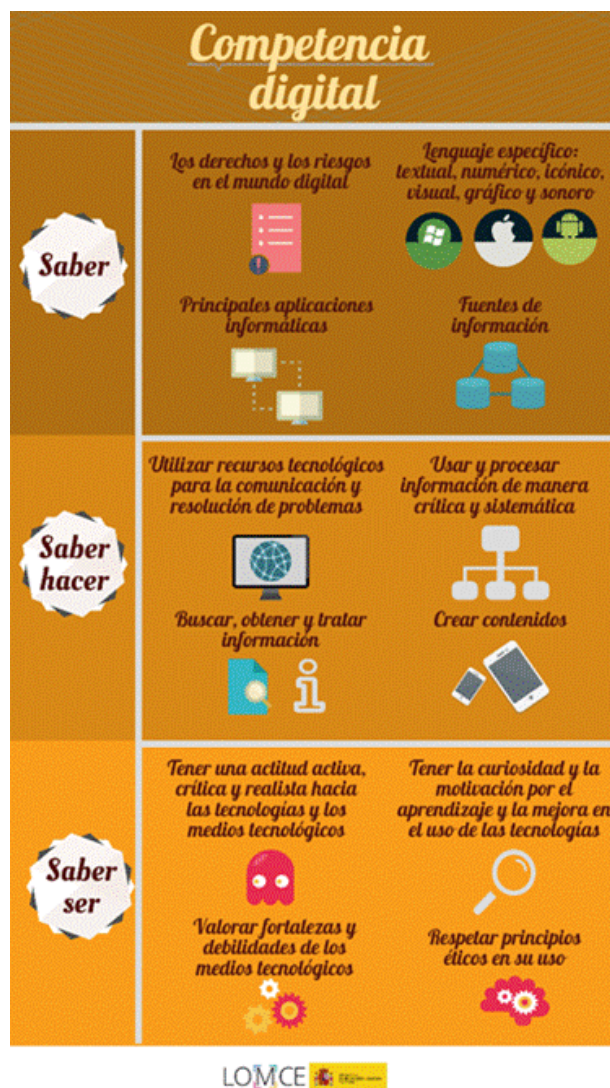 Competencia
digital
Saber
Los derechos y los riesgos
en el mundo digital
Lenguaje específico:
textual, numérico, icónico,
visual, gráfico y sonoro
Principales aplicaciones
informáticas
Fuentes de
información
Saber
hacer
Utilizar recursos tecnológicos
para la comunicación y
resolución de problemas
Usar y procesar
información de manera
crítica y sistemática
Buscar, obtener y tratar
información
Crear contenidos
Saber
ser
Tener una actitud activa,
crítica y realista hacia
las tecnologías y los
medios tecnológicos
Tener la curiosidad y la
motivación por el
aprendizaje y la mejora en
el uso de las tecnologías
Valorar fortalezas y
debilidades de los
medios tecnológicos
Respetar principios
éticos en su uso
LOMCE